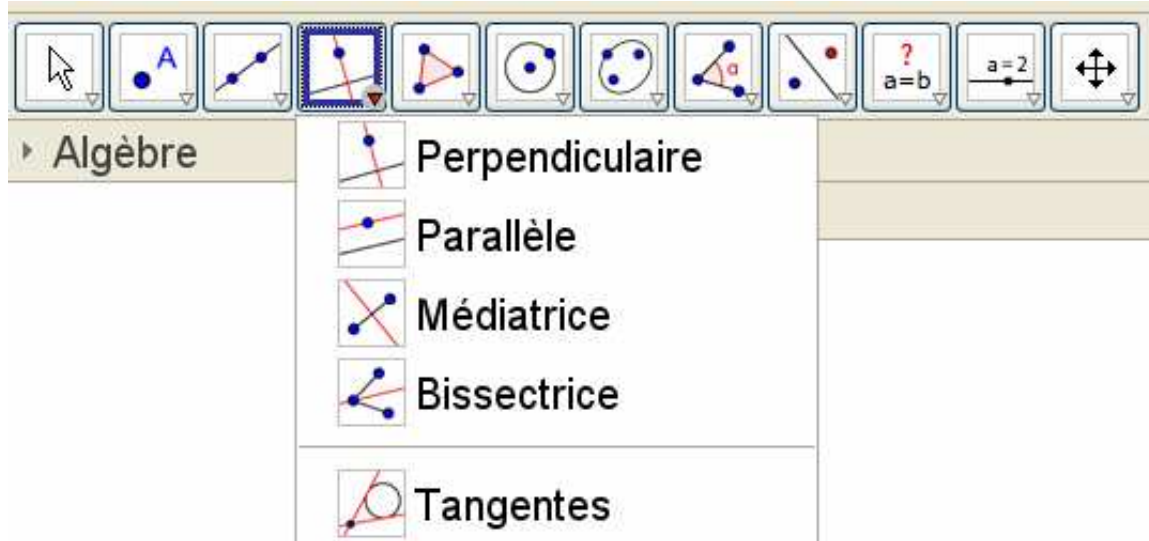 A
α
?
a=b
a=2
Algèbre
Perpendiculaire
Parallèle
Médiatrice
Bissectrice
Tangentes